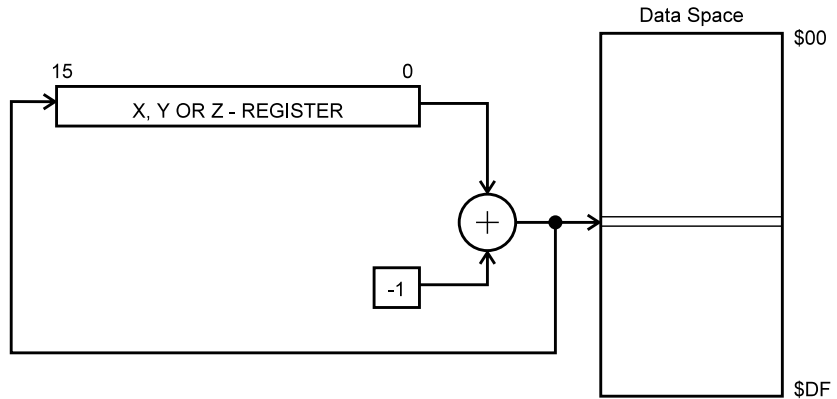 Data Space
$00
15
0
X, Y OR Z - REGISTER
+
-1
$DF